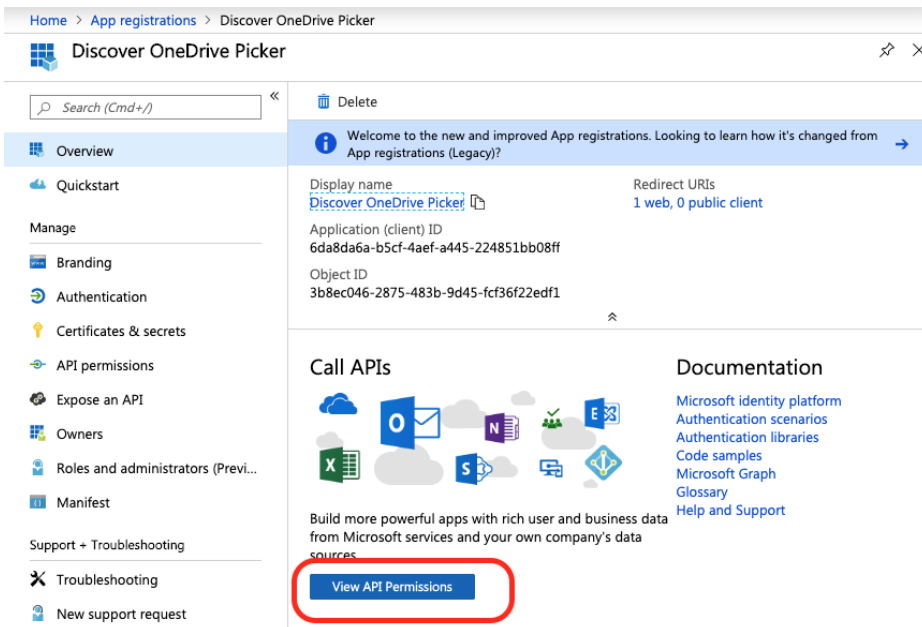 Home > App registrations > Discover OneDrive Picker
Discover OneDrive Picker
Search (Cmd+/)
«
Overview
Quickstart
Manage
Branding
Authentication
Certificates & secrets
API permissions
Expose an API
Owners
Roles and administrators (Previ...
Manifest
Support + Troubleshooting
Troubleshooting
New support request
Delete
Welcome to the new and improved App registrations. Looking to learn how it's changed from
App registrations (Legacy)?
Display name
Discover OneDrive Picker
Application (client) ID
6da8da6a-b5cf-4aef-a445-224851bb08ff
Object ID
3b8ec046-2875-483b-9d45-fcf36f22edf1
Redirect URIs
1 web, 0 public client
Call APIs
Build more powerful apps with rich user and business data
from Microsoft services and your own company's data
sources.
View API Permissions
Documentation
Microsoft identity platform
Authentication scenarios
Authentication libraries
Code samples
Microsoft Graph
Glossary
Help and Support